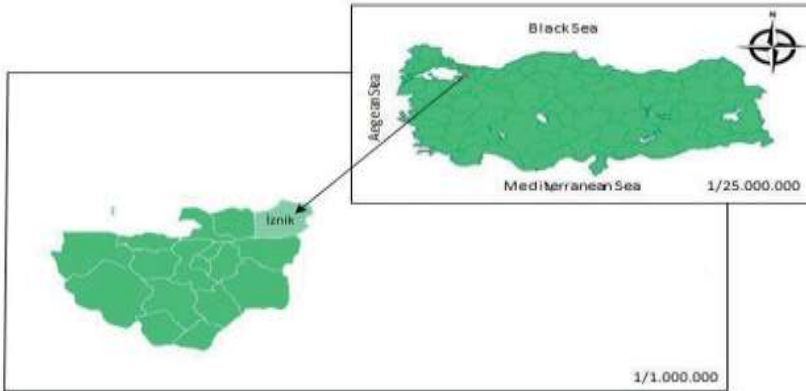 N
Black Sea
Aegean Sea
Mediterranean Sea
1/25.000.000
İznik
1/1.000.000